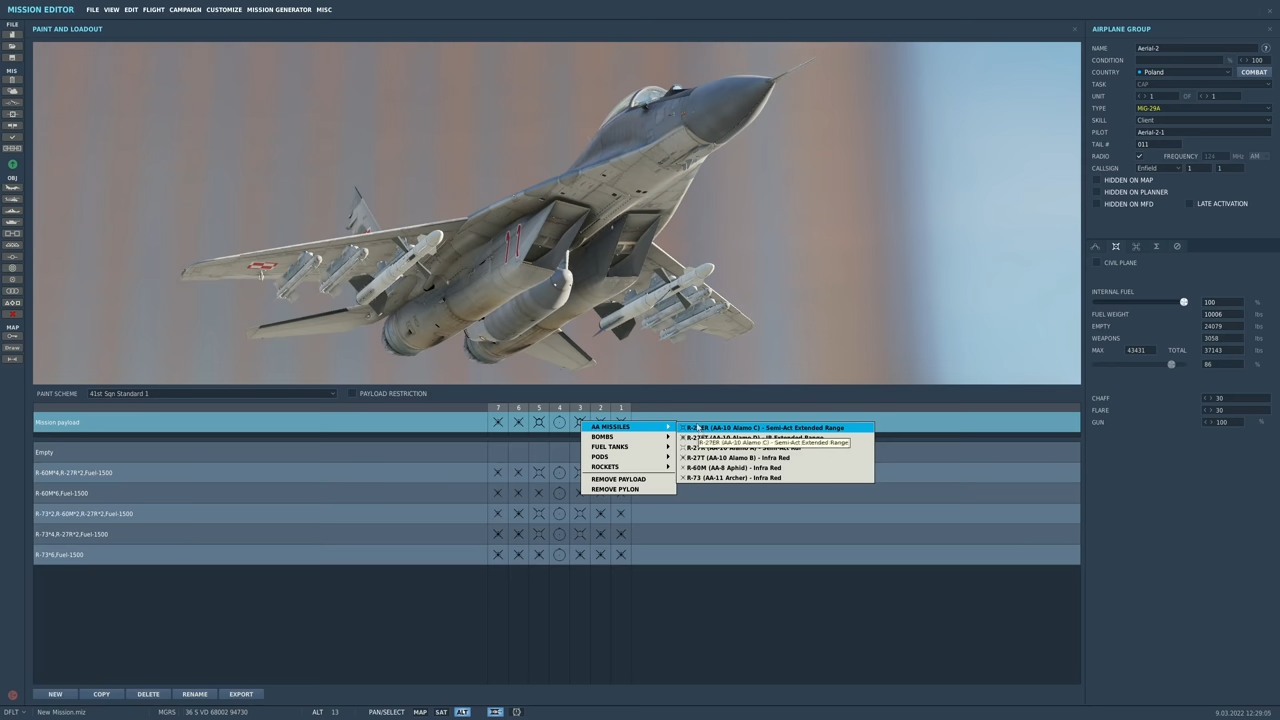 MISSION EDITOR FILE VIEW EDIT FLIGHT CAMPAIGN CUSTOMIZE MISSION GENERATOR MISC
FILE
MIS
OBJ
MAP
Draw
PAINT AND LOADOUT
PAINT SCHEME 41st Sqn Standard 1 PAYLOAD RESTRICTION
7 6 5 4 3 2 1
Mission payload
Empty
R-60M*4,R-27R*2,Fuel-1500
R-60M*6,Fuel-1500
R-73*2,R-60M*2,R-27R*2,Fuel-1500
R-73*4,R-27R*2,Fuel-1500
R-73*6,Fuel-1500
AA MISSILES
BOMBS
FUEL TANKS
PODS
ROCKETS
REMOVE PAYLOAD
REMOVE PYLON
(AA-10 Alamo C) - Semi-Act Extended Range
R-27ER (AA-10 Alamo C) - Semi-Act Extended Range
R-27T (AA-10 Alamo B) - Infra Red
R-60M (AA-8 Aphid) - Infra Red
R-73 (AA-11 Archer) - Infra Red
NEW COPY DELETE RENAME EXPORT
AIRPLANE GROUP
NAME Aerial-2 ?
CONDITION % < > 100
COUNTRY Poland COMBAT
TASK CAP
UNIT < > 1 OF < > 1
TYPE MiG-29A
SKILL Client
PILOT Aerial-2-1
TAIL # 011
RADIO FREQUENCY 124 MHz AM
CALLSIGN Enfield 1 1
HIDDEN ON MAP
HIDDEN ON PLANNER
HIDDEN ON MFD LATE ACTIVATION
CIVIL PLANE
INTERNAL FUEL
100 %
FUEL WEIGHT 10006 lbs
EMPTY 24079 lbs
WEAPONS 3058 lbs
MAX 43431 TOTAL 37143 lbs
86 %
CHAFF < > 30
FLARE < > 30
GUN < > 100 %
DFLT New Mission.miz MGRS 36 S VD 68002 94730 ALT 13 PAN/SELECT MAP SAT ALT 9.03.2022 12:29:05